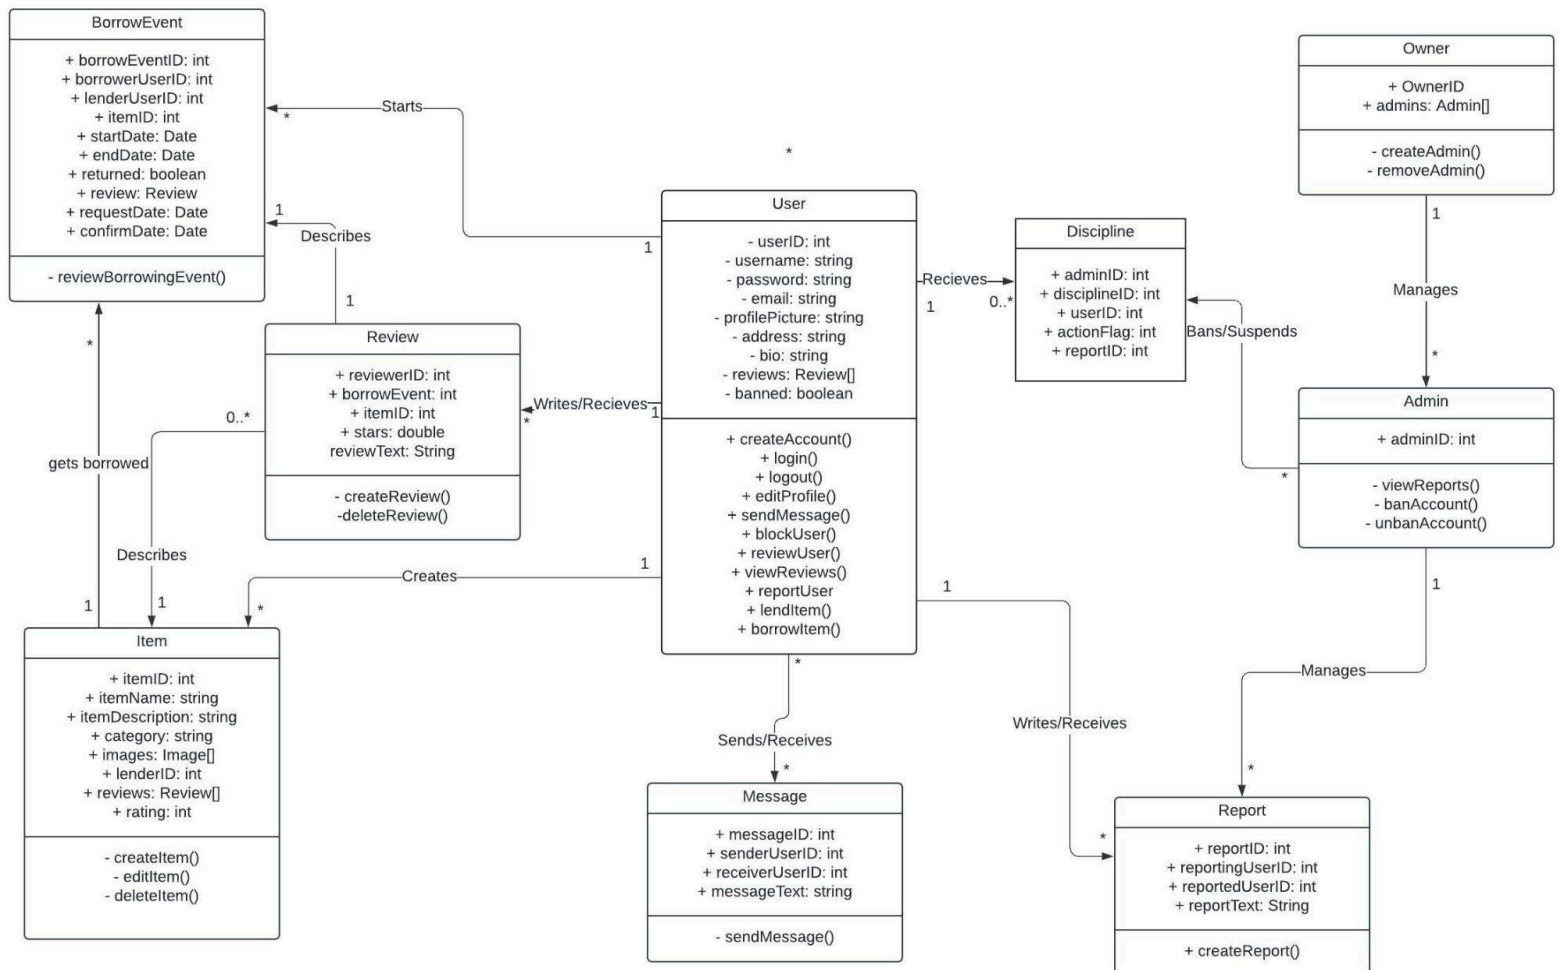 BorrowEvent
+ borrowEventID: int
+ borrowerUserID: int
+ lenderUserID: int
+ itemID: int
+ startDate: Date
+ endDate: Date
+ returned: boolean
+ review: Review
+ requestDate: Date
+ confirmDate: Date
- reviewBorrowingEvent()
Starts
*
1
*
Owner
+ OwnerID
+ admins: Admin[]
- createAdmin()
- removeAdmin()
1
Manages
*
User
- userID: int
- username: string
- password: string
- email: string
- profilePicture: string
- address: string
- bio: string
- reviews: Review[]
- banned: boolean
+ createAccount()
+ login()
+ logout()
+ editProfile()
+ sendMessage()
+ blockUser()
+ reviewUser()
+ viewReviews()
+ reportUser
+ lendItem()
+ borrowItem()
Recieves
1
0..*
Discipline
+ adminID: int
+ disciplineID: int
+ userID: int
+ actionFlag: int
+ reportID: int
Bans/Suspends
*
Admin
+ adminID: int
- viewReports()
- banAccount()
- unbanAccount()
1
Describes
1
Review
+ reviewerID: int
+ borrowEvent: int
+ itemID: int
+ stars: double
reviewText: String
- createReview()
-deleteReview()
Writes/Recieves
1
*
*
gets borrowed
1
0..*
Describes
1
1
Creates
*
Item
+ itemID: int
+ itemName: string
+ itemDescription: string
+ category: string
+ images: Image[]
+ lenderID: int
+ reviews: Review[]
+ rating: int
- createItem()
- editItem()
- deleteItem()
*
Sends/Receives
*
Message
+ messageID: int
+ senderUserID: int
+ receiverUserID: int
+ messageText: string
- sendMessage()
1
Writes/Receives
*
1
Manages
*
Report
+ reportID: int
+ reportingUserID: int
+ reportedUserID: int
+ reportText: String
+ createReport()